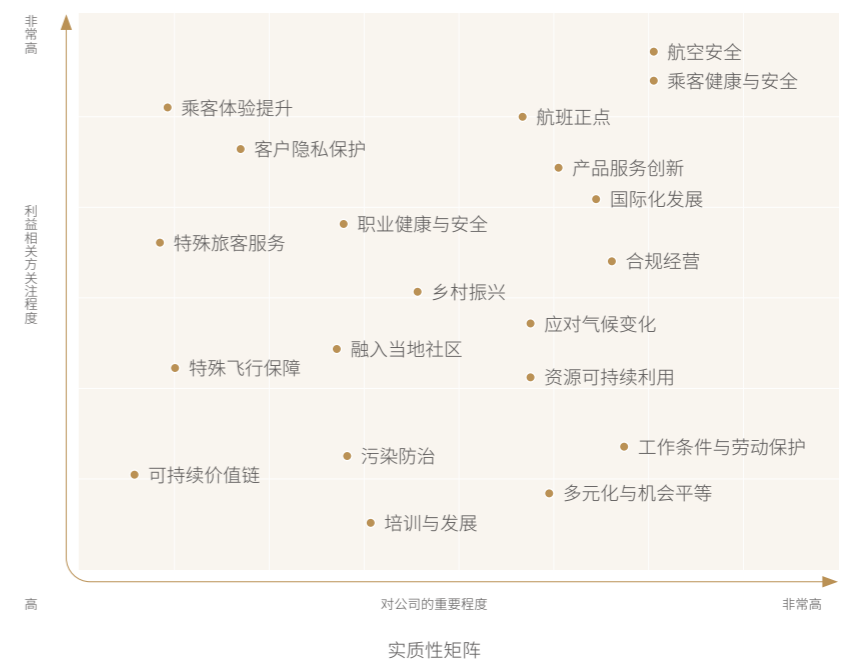 非常高
航空安全
乘客健康与安全
乘客体验提升
航班正点
客户隐私保护
产品服务创新
国际化发展
利益相关方关注程度
职业健康与安全
特殊旅客服务
合规经营
乡村振兴
应对气候变化
融入当地社区
特殊飞行保障
资源可持续利用
工作条件与劳动保护
污染防治
可持续价值链
多元化与机会平等
培训与发展
高
对公司的重要程度
非常高
实质性矩阵